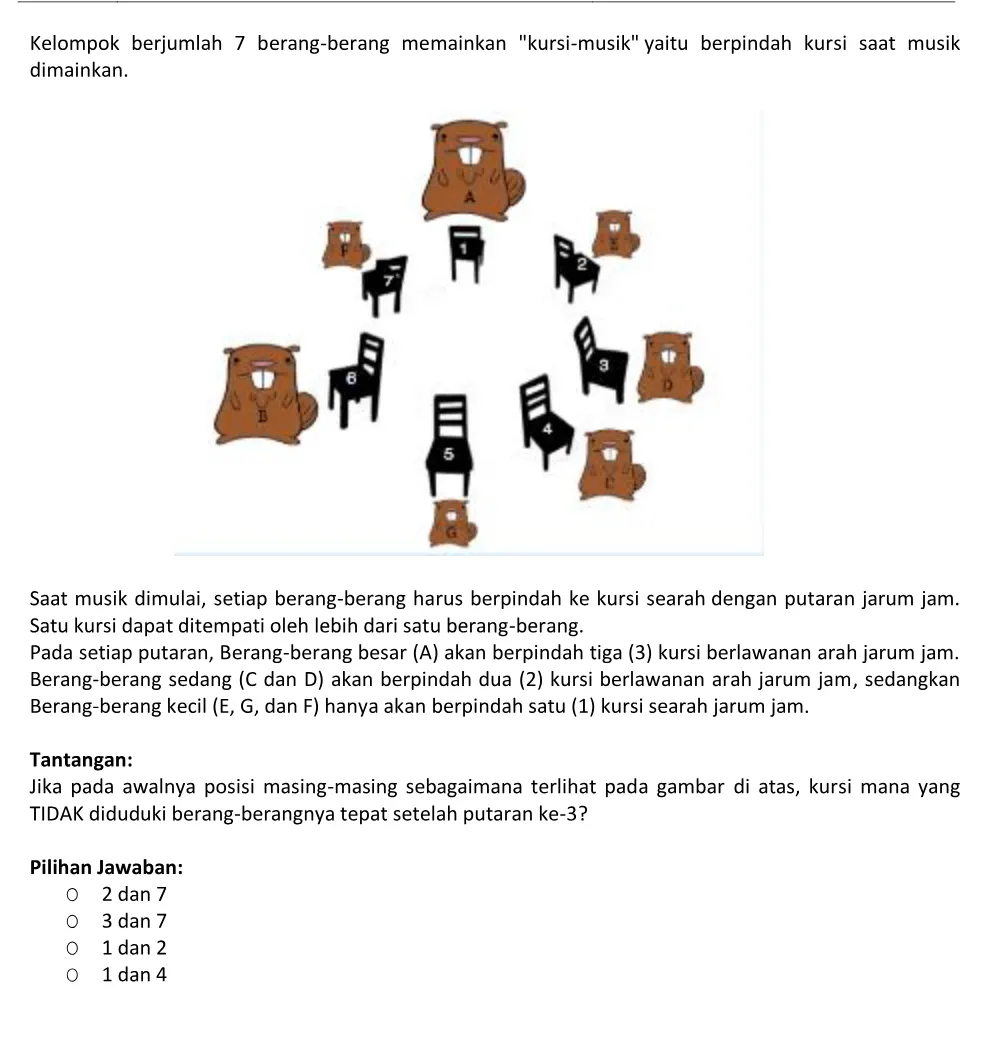 Kelompok berjumlah 7 berang-berang memainkan "kursi-musik" yaitu berpindah kursi saat musik
dimainkan.
A
F
E
1
2
7
3
D
6
B
4
5
C
G
Saat musik dimulai, setiap berang-berang harus berpindah ke kursi searah dengan putaran jarum jam.
Satu kursi dapat ditempati oleh lebih dari satu berang-berang.
Pada setiap putaran, Berang-berang besar (A) akan berpindah tiga (3) kursi berlawanan arah jarum jam.
Berang-berang sedang (C dan D) akan berpindah dua (2) kursi berlawanan arah jarum jam, sedangkan
Berang-berang kecil (E, G, dan F) hanya akan berpindah satu (1) kursi searah jarum jam.
Tantangan:
Jika pada awalnya posisi masing-masing sebagaimana terlihat pada gambar di atas, kursi mana yang
TIDAK diduduki berang-berangnya tepat setelah putaran ke-3?
Pilihan Jawaban:
O 2 dan 7
O 3 dan 7
O 1 dan 2
O 1 dan 4